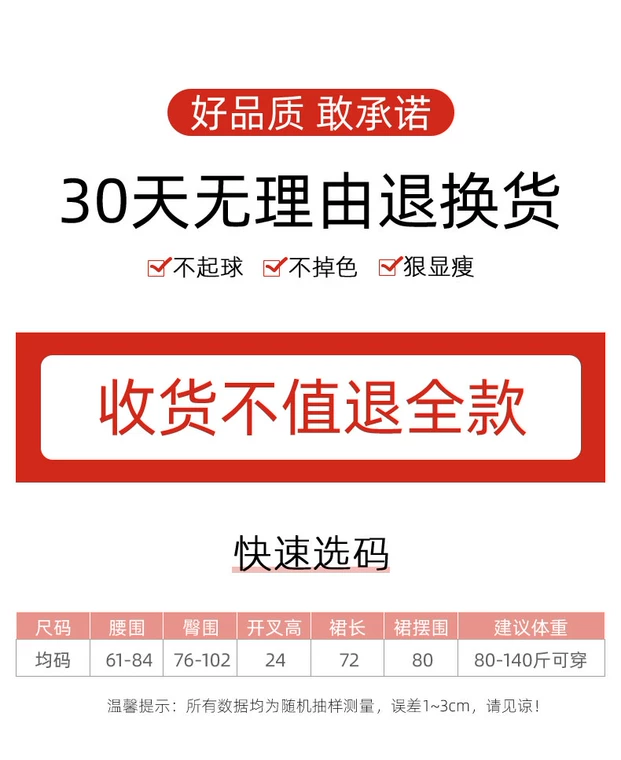 好品质 敢承诺
30天无理由退换货
不起球 不掉色 狠显瘦
收货不值退全款
快速选码
尺码 腰围 臀围 开叉高 裙长 裙摆围 建议体重
均码 61-84 76-102 24 72 80 80-140斤可穿
温馨提示：所有数据均为随机抽样测量，误差1~3cm，请见谅！